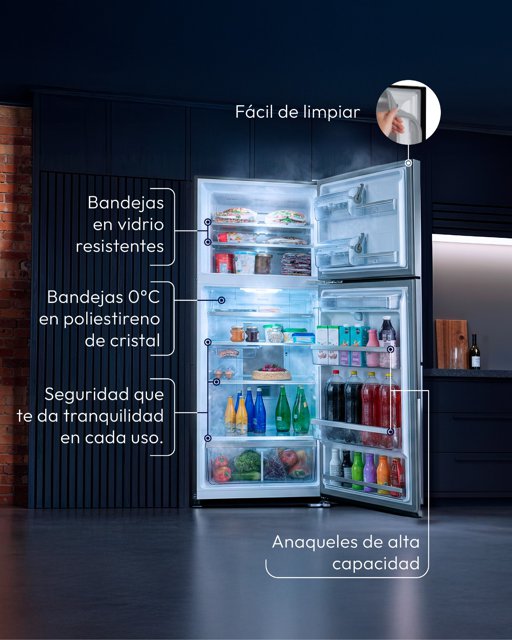 Fácil de limpiar
Bandejas
en vidrio
resistentes
Bandejas 0°C
en poliestireno
de cristal
Seguridad que
te da tranquilidad
en cada uso.
Anaqueles de alta
capacidad